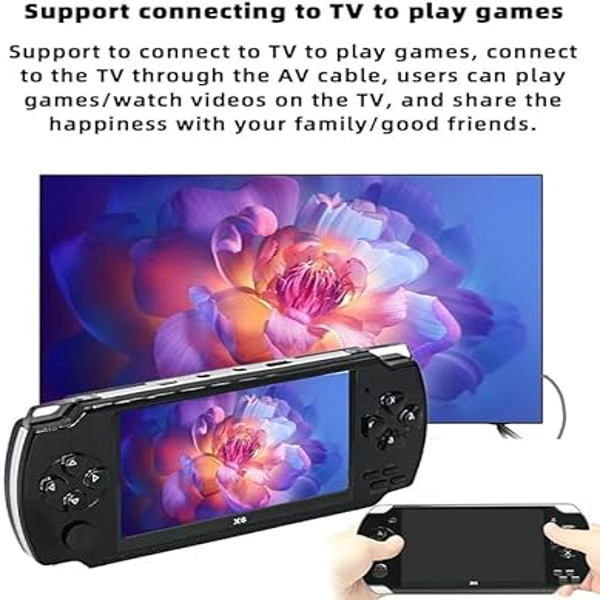 Support connecting to TV to play games
Support to connect to TV to play games, connect
to the TV through the AV cable, users can play
games/watch videos on the TV, and share the
happiness with your family/good friends.
X6